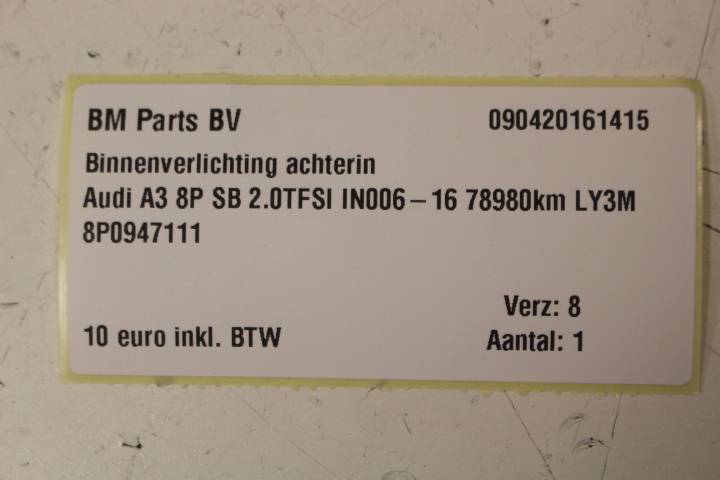 BM Parts BV 090420161415
Binnenverlichting achterin
Audi A3 8P SB 2.0TFSI IN006-16 78980km LY3M
8P0947111
Verz: 8
10 euro inkl. BTW Aantal: 1